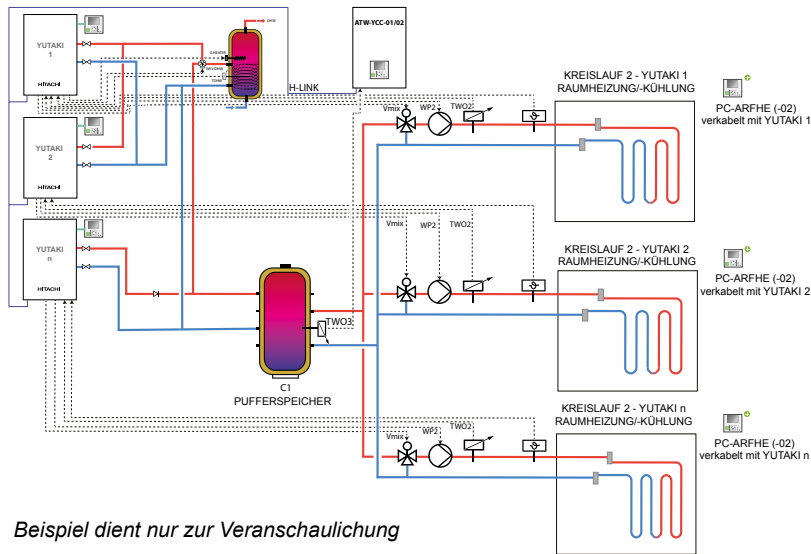 YUTAKI
1
HITACHI
YUTAKI
2
HITACHI
YUTAKI
n
HITACHI
DHW
H-LINK
ATW-YCC-01/02
Vmix
WP2
TWO2
KREISLAUF 2 - YUTAKI 1
RAUMHEIZUNG/-KÜHLUNG
PC-ARFHE (-02)
verkabelt mit YUTAKI 1
Vmix
WP2
TWO2
KREISLAUF 2 - YUTAKI 2
RAUMHEIZUNG/-KÜHLUNG
PC-ARFHE (-02)
verkabelt mit YUTAKI 2
TWO3
C1
PUFFERSPEICHER
Vmix
WP2
TWO2
KREISLAUF 2 - YUTAKI n
RAUMHEIZUNG/-KÜHLUNG
PC-ARFHE (-02)
verkabelt mit YUTAKI n
Beispiel dient nur zur Veranschaulichung